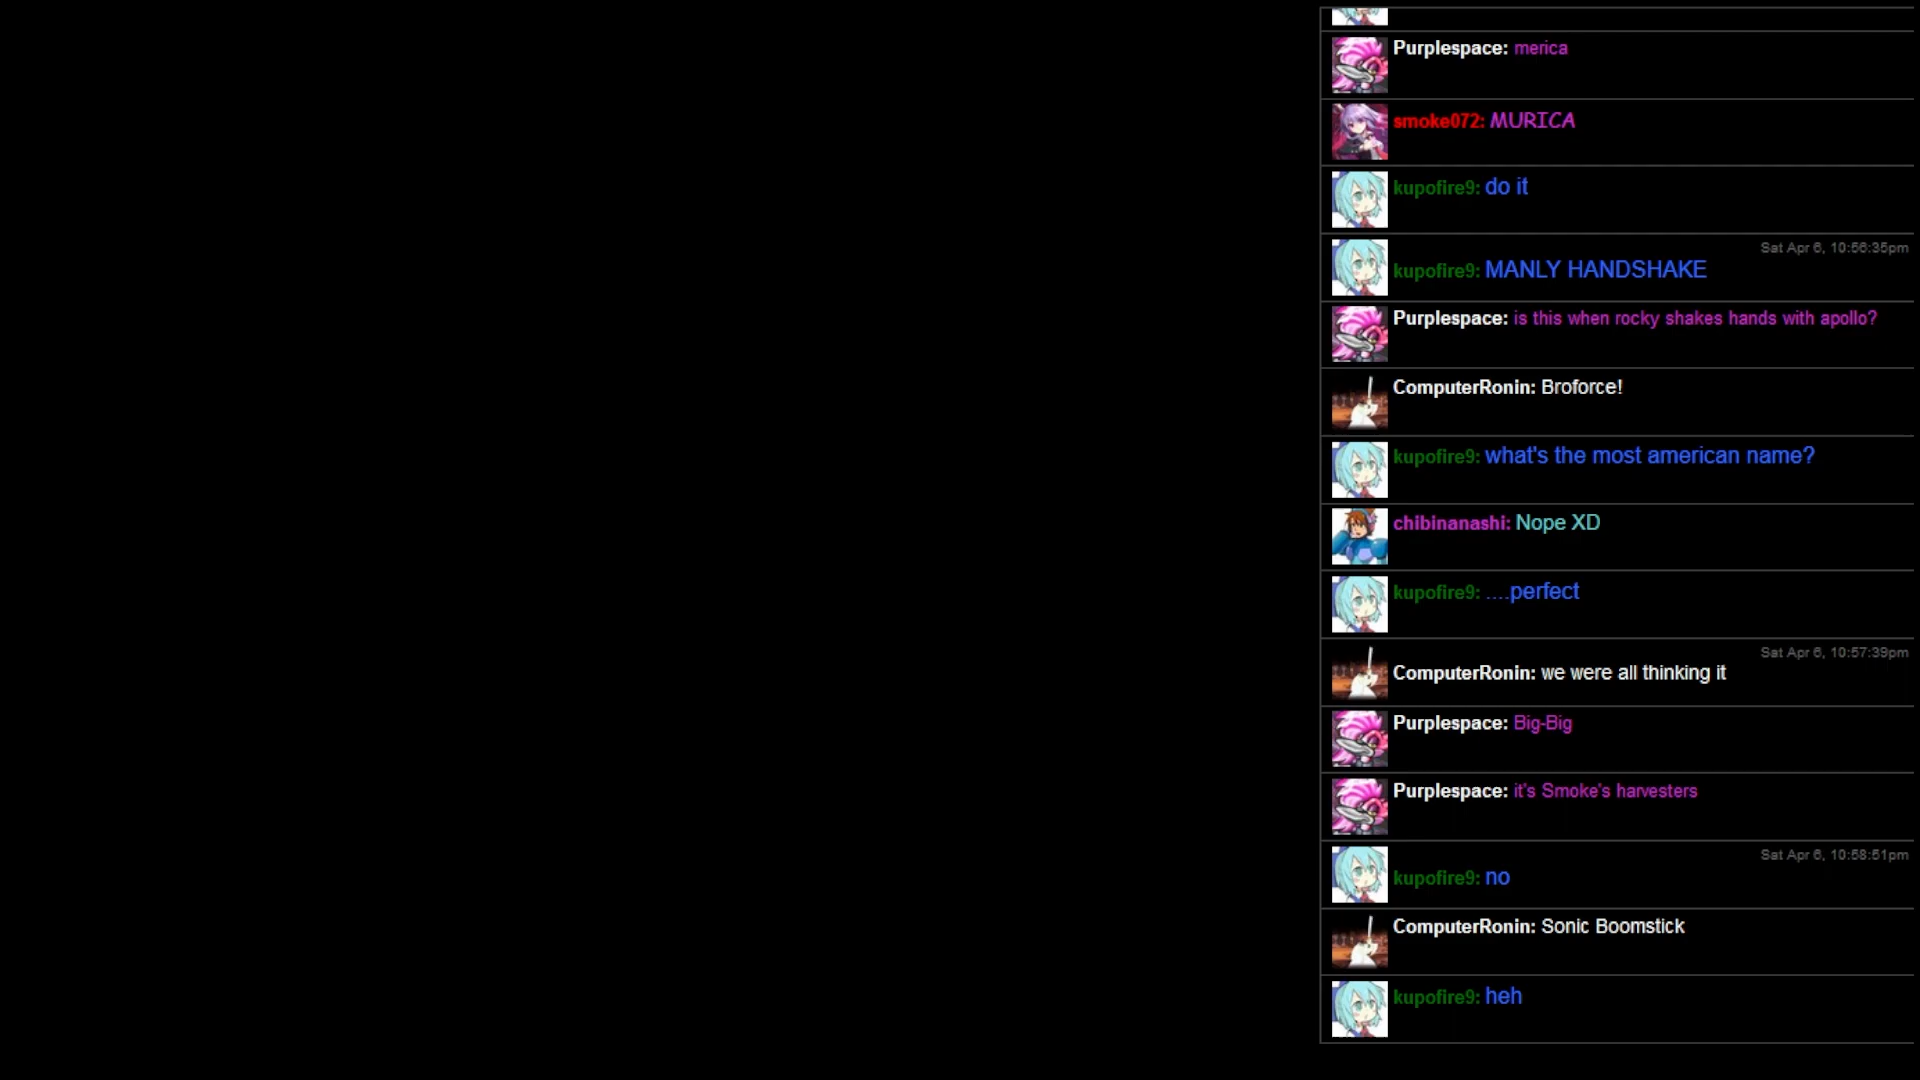 Purplespace: merica
smoke072: MURICA
kupofire9: do it
Sat Apr 6, 10:56:35pm
kupofire9: MANLY HANDSHAKE
Purplespace: is this when rocky shakes hands with apollo?
ComputerRonin: Broforce!
kupofire9: what's the most american name?
chibinanashi: Nope XD
kupofire9: ....perfect
Sat Apr 6, 10:57:39pm
ComputerRonin: we were all thinking it
Purplespace: Big-Big
Purplespace: it's Smoke's harvesters
Sat Apr 6, 10:58:51pm
kupofire9: no
ComputerRonin: Sonic Boomstick
kupofire9: heh